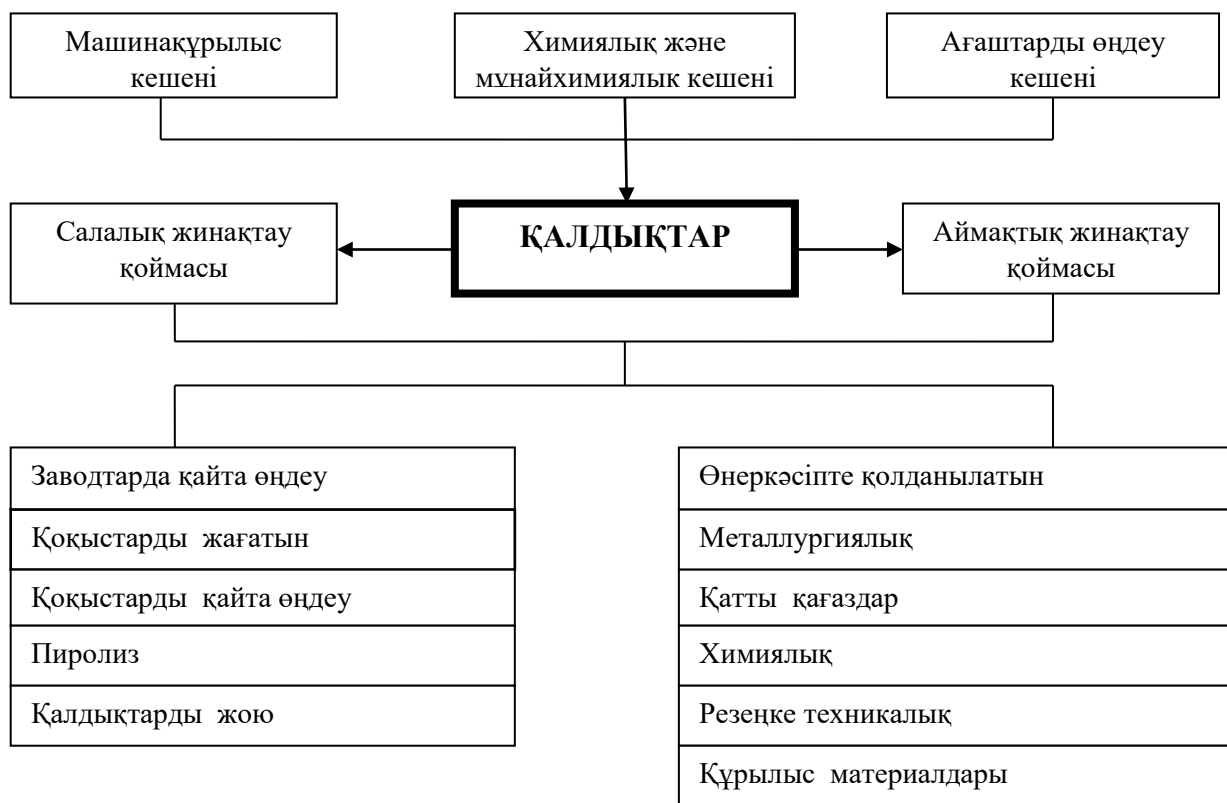 Машинақұрылыс
кешені
Химиялық және
мұнайхимиялык кешені
Ағаштарды өңдеу
кешені
Салалық жинақтау
қоймасы
ҚАЛДЫҚТАР
Аймақтық жинақтау
қоймасы
Заводтарда қайта өңдеу
Қоқыстарды жағатын
Қоқыстарды қайта өңдеу
Пиролиз
Қалдықтарды жою
Өнеркәсіпте қолданылатын
Металлургиялық
Қатты қағаздар
Химиялық
Резеңке техникалық
Құрылыс материалдары